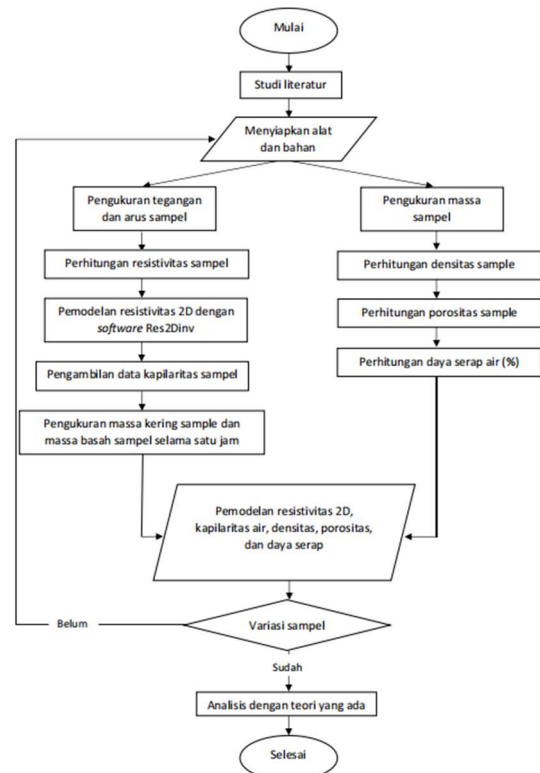 Mulai
Studi literatur
Menyiapkan alat
dan bahan
Pengukuran tegangan
dan arus sampel
Perhitungan resistivitas sampel
Pemodelan resistivitas 2D dengan
software Res2Dinv
Pengambilan data kapilaritas sampel
Pengukuran massa kering sample dan
massa basah sampel selama satu jam
Pengukuran massa
sampel
Perhitungan densitas sample
Perhitungan porositas sample
Perhitungan daya serap air (%)
Pemodelan resistivitas 2D,
kapilaritas air, densitas, porositas,
dan daya serap
Variasi sampel
Belum
Sudah
Analisis dengan teori yang ada
Selesai